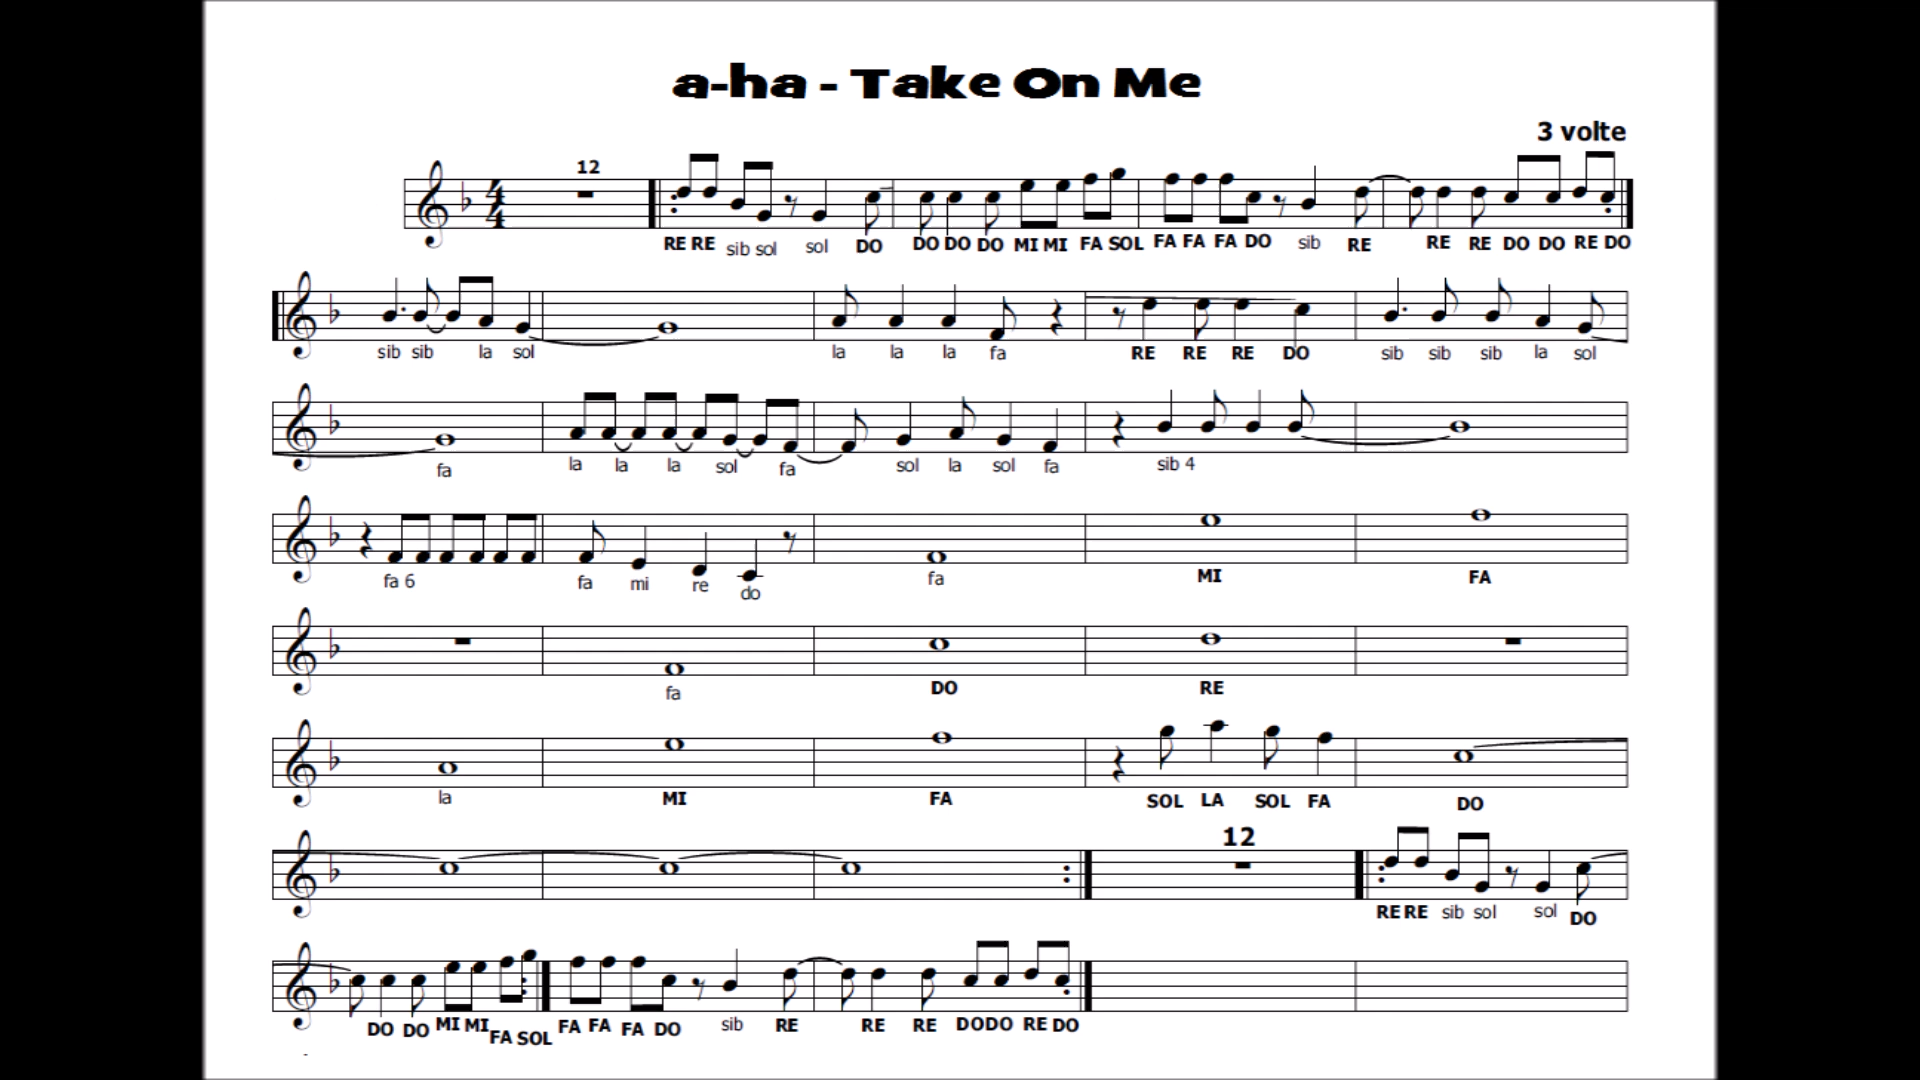 a-ha - Take On Me
3 volte
12
RE RE sib sol sol DO DO DO DO MI MI FA SOL FA FA FA DO sib RE RE RE DO DO RE DO
sib sib la sol la la la fa RE RE RE DO sib sib sib la sol
fa la la la sol fa sol la sol fa sib 4
fa 6 fa mi re do fa MI FA
fa DO RE
la MI FA SOL LA SOL FA DO
12
RE RE sib sol sol DO
DO DO MI MI FA SOL FA FA FA DO sib RE RE RE DODO RE DO